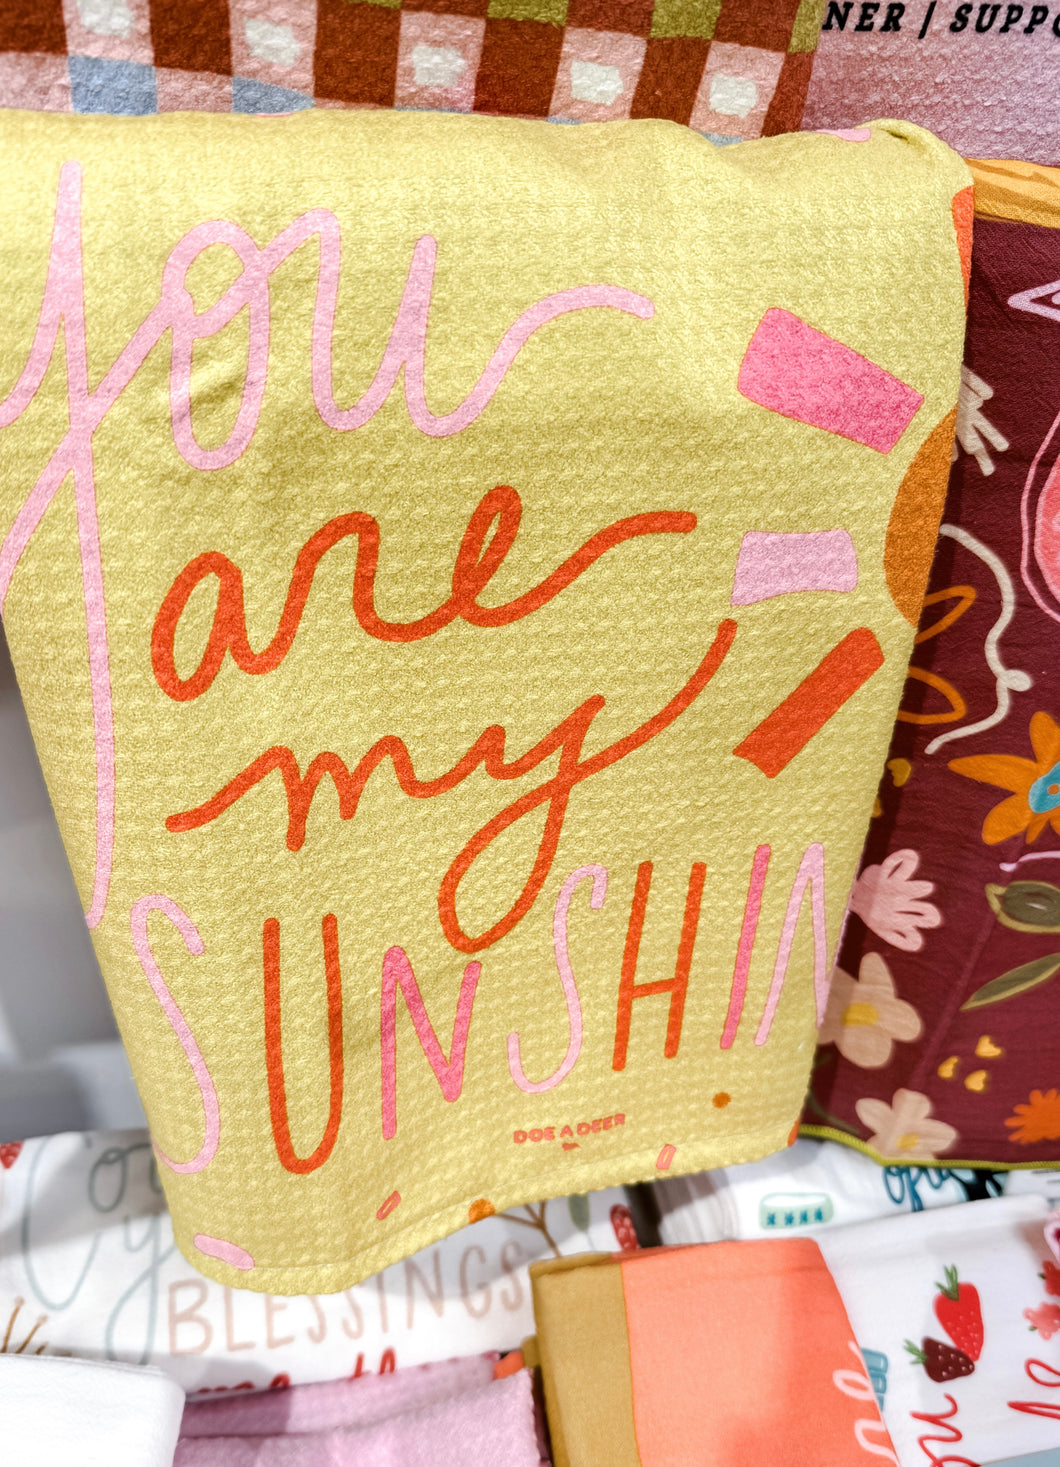 NER | SUPP
you
are
my
SUNSHIN
DOE A DEER
BLESSINGS